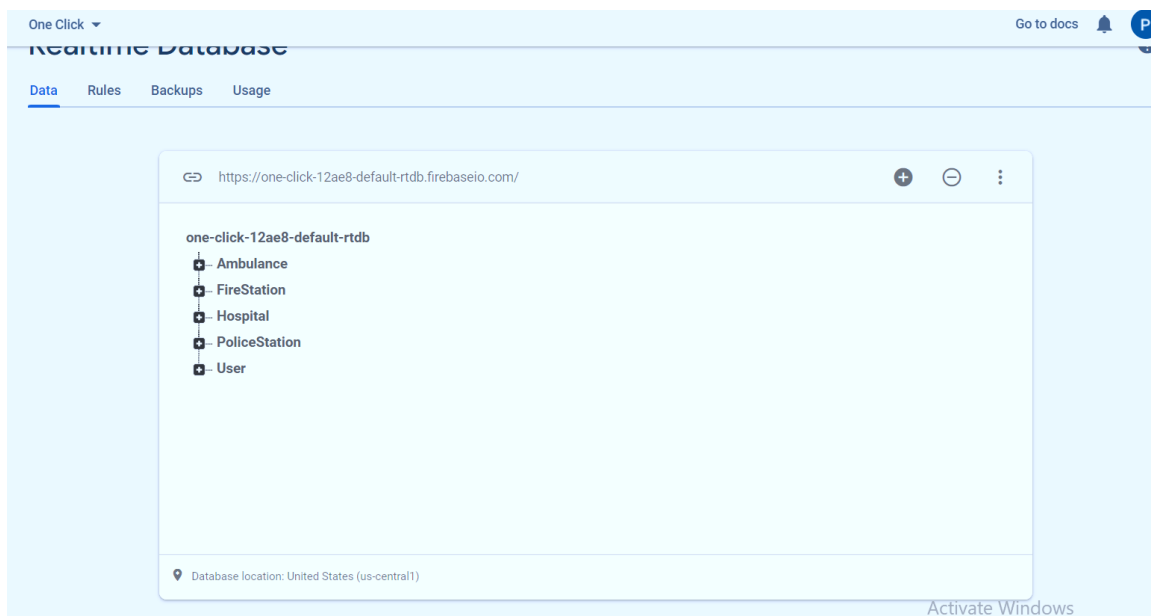 One Click
Go to docs
P
Realtime Database
Data Rules Backups Usage
https://one-click-12ae8-default-rtdb.firebaseio.com/
one-click-12ae8-default-rtdb
Ambulance
FireStation
Hospital
PoliceStation
User
Database location: United States (us-central1)
Activate Windows